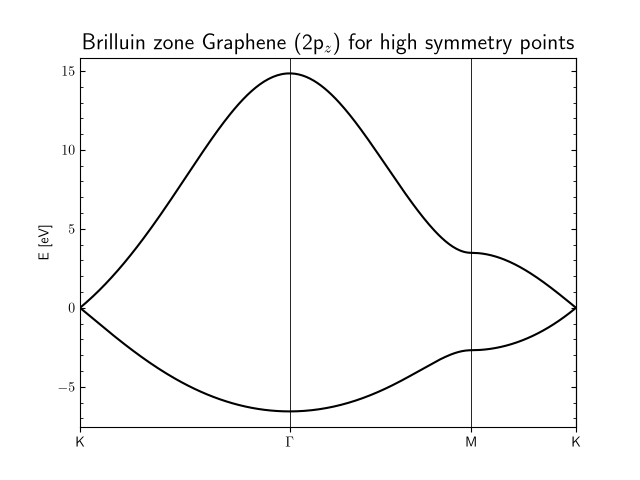 Brilluin zone Graphene (2p$_z$) for high symmetry points
15
10
5
0
−5
E [eV]
K Γ M K